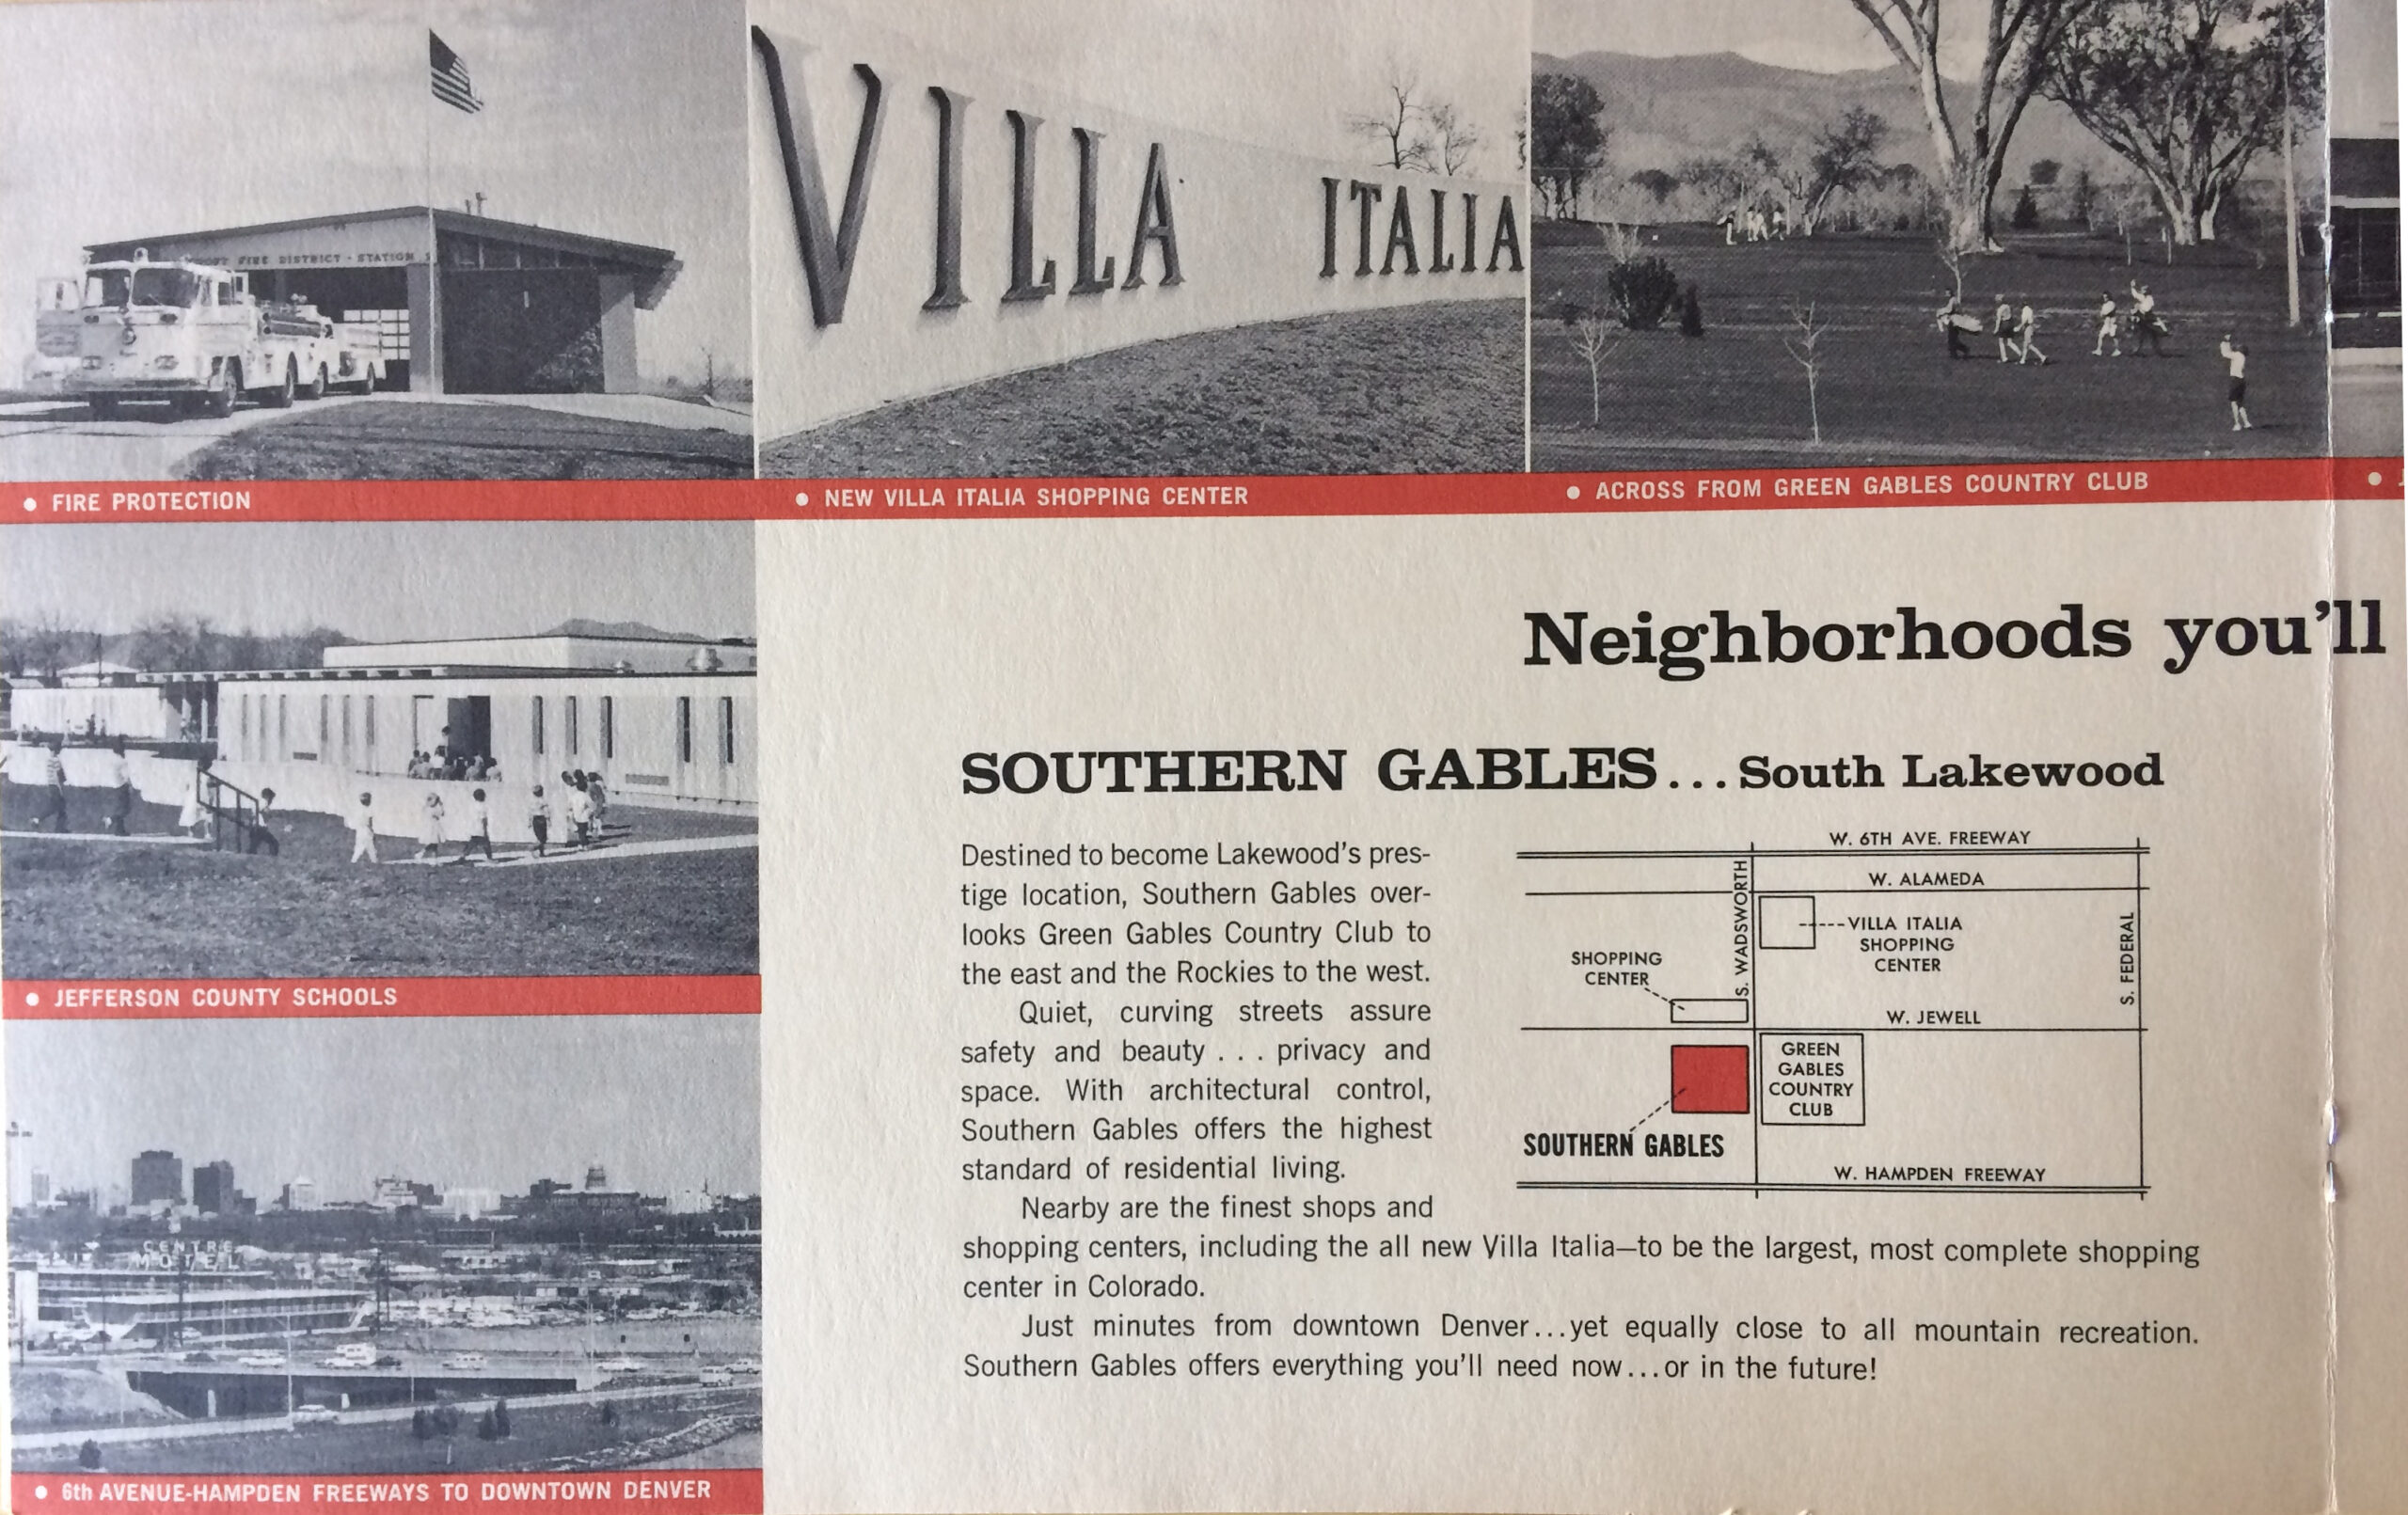 FIRE DISTRICT - STATION
VILLA ITALIA
● FIRE PROTECTION
● NEW VILLA ITALIA SHOPPING CENTER
● ACROSS FROM GREEN GABLES COUNTRY CLUB
●
● JEFFERSON COUNTY SCHOOLS
CENTRE
MOTEL
● 6th AVENUE-HAMPDEN FREEWAYS TO DOWNTOWN DENVER
Neighborhoods you'll
SOUTHERN GABLES...South Lakewood
Destined to become Lakewood's pres-
tige location, Southern Gables over-
looks Green Gables Country Club to
the east and the Rockies to the west.
Quiet, curving streets assure
safety and beauty . . . privacy and
space. With architectural control,
Southern Gables offers the highest
standard of residential living.
Nearby are the finest shops and
shopping centers, including the all new Villa Italia—to be the largest, most complete shopping
center in Colorado.
Just minutes from downtown Denver...yet equally close to all mountain recreation.
Southern Gables offers everything you'll need now...or in the future!
W. 6TH AVE. FREEWAY
W. ALAMEDA
S. WADSWORTH
VILLA ITALIA
SHOPPING
CENTER
S. FEDERAL
SHOPPING
CENTER
W. JEWELL
GREEN
GABLES
COUNTRY
CLUB
SOUTHERN GABLES
W. HAMPDEN FREEWAY